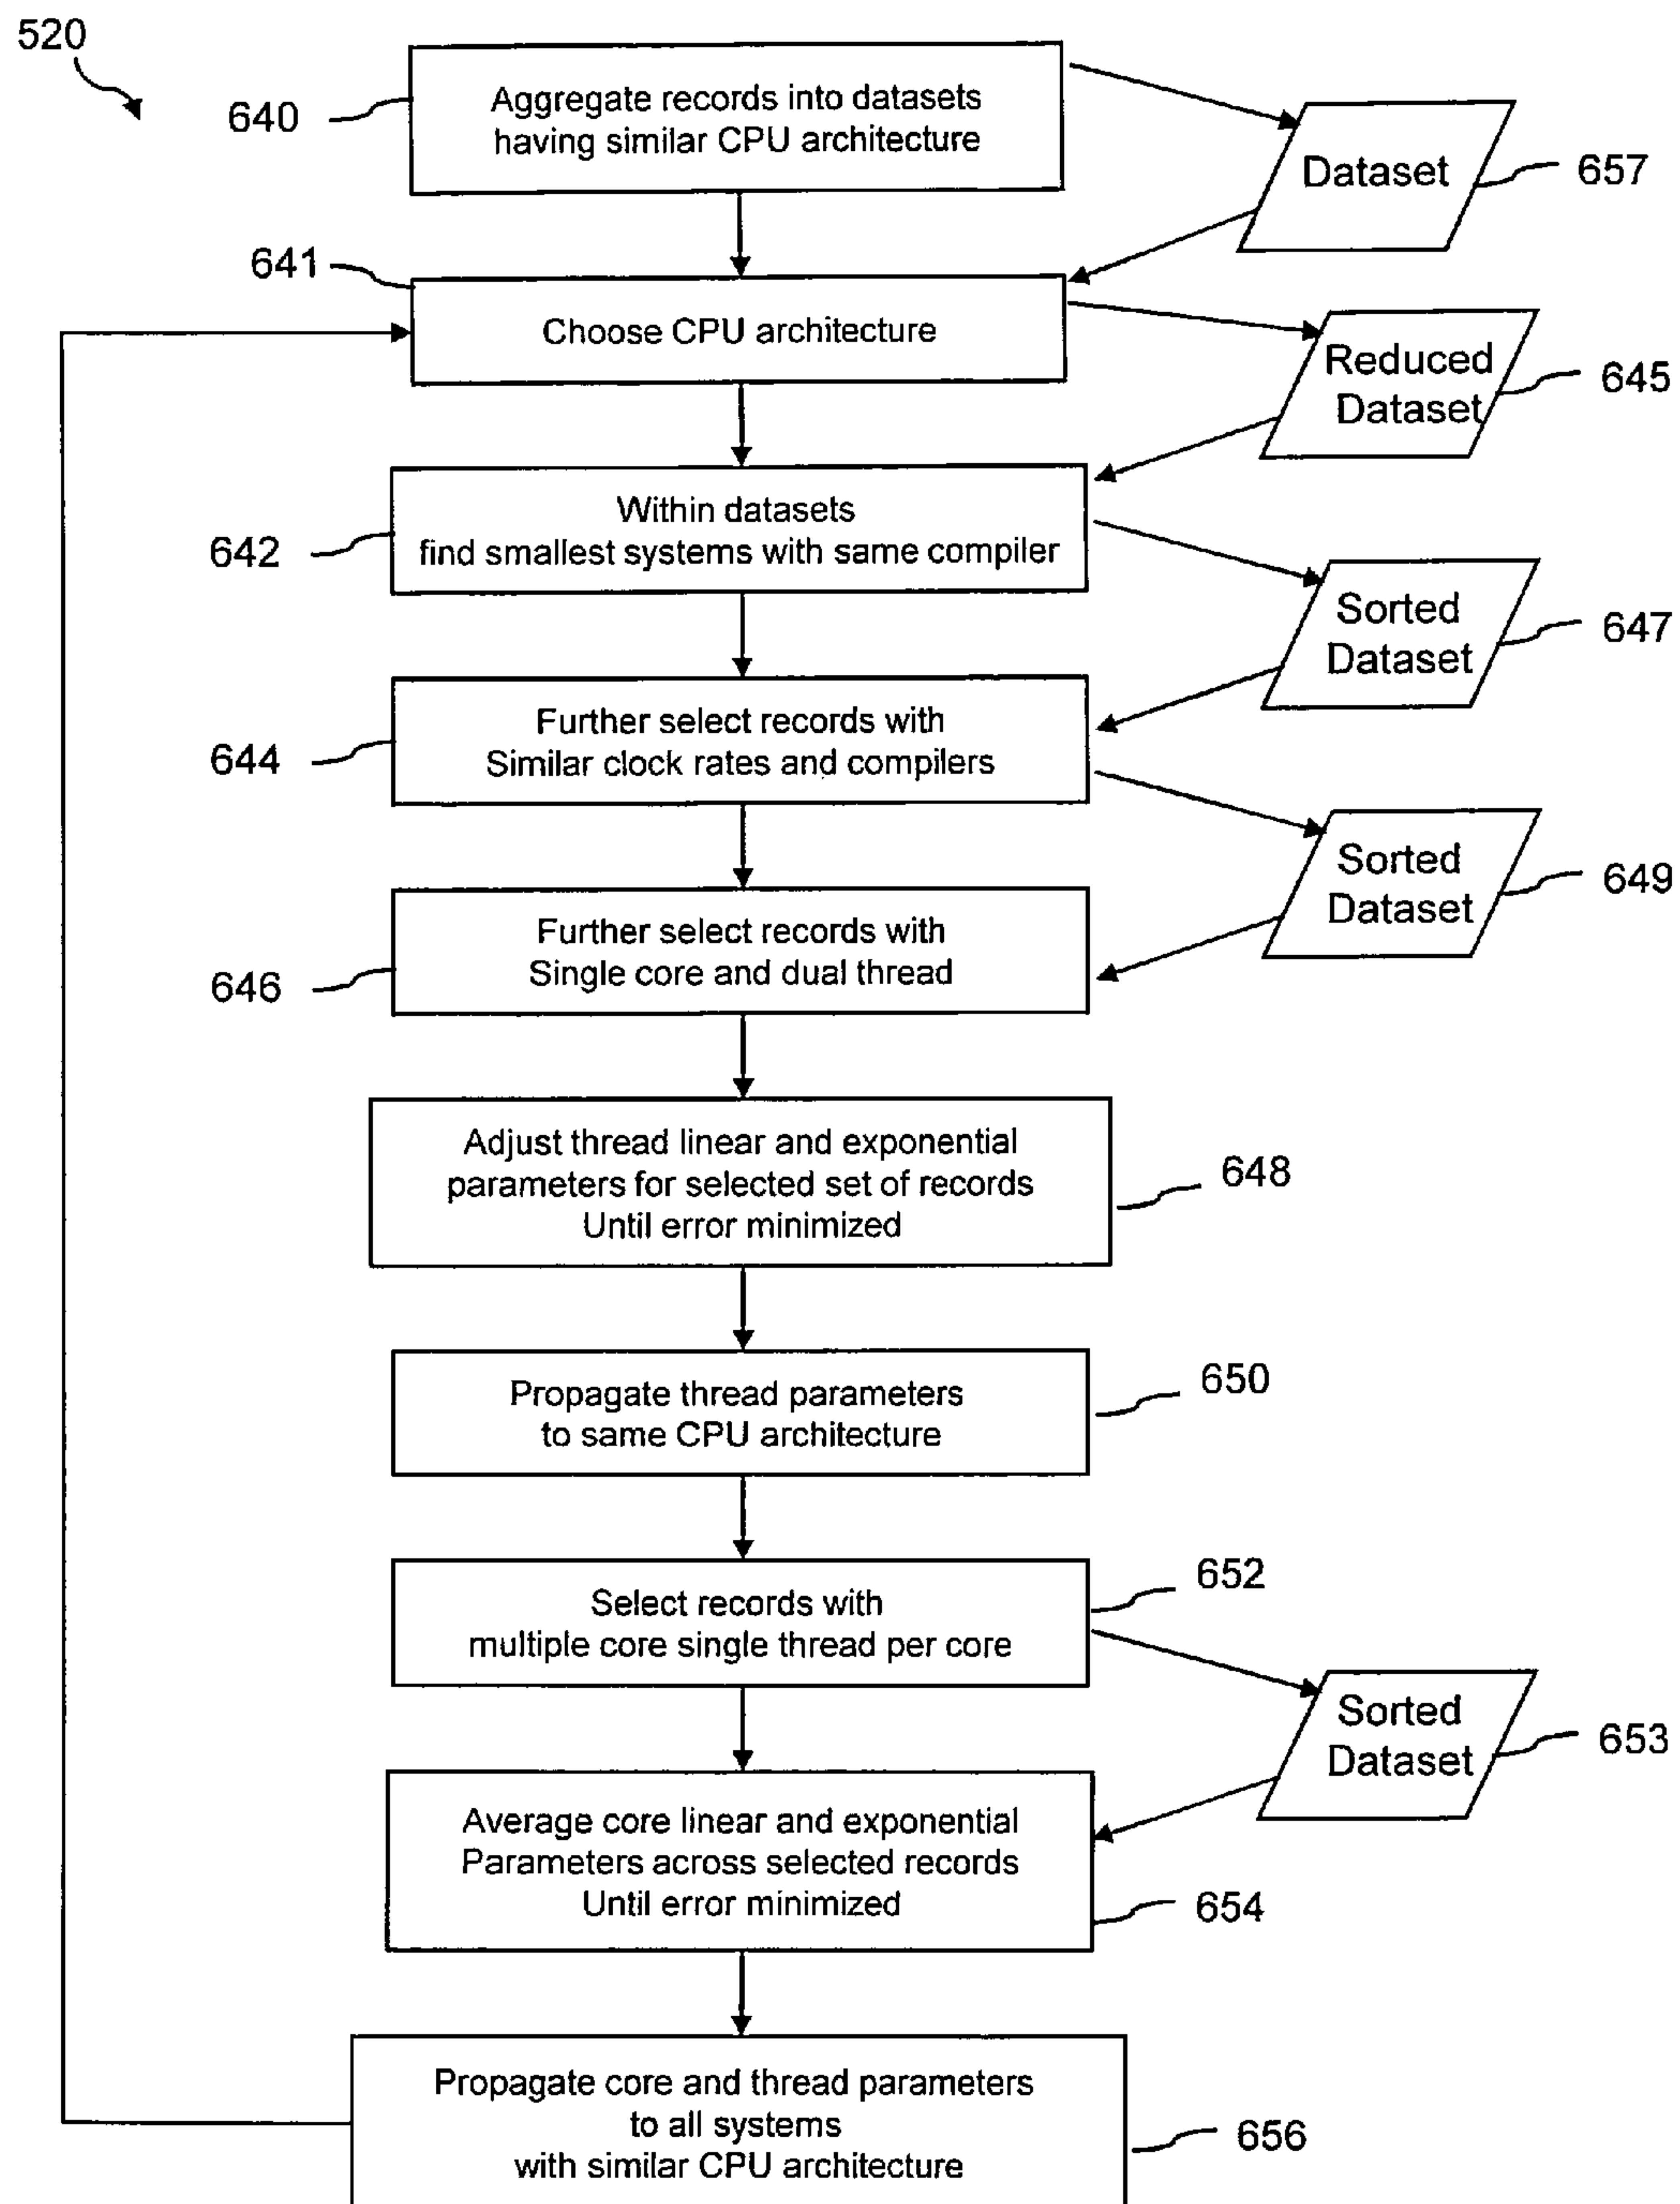 520
640
Aggregate records into datasets
having similar CPU architecture
Dataset
657
641
Choose CPU architecture
Reduced
Dataset
645
642
Within datasets
find smallest systems with same compiler
Sorted
Dataset
647
644
Further select records with
Similar clock rates and compilers
Sorted
Dataset
649
646
Further select records with
Single core and dual thread
Adjust thread linear and exponential
parameters for selected set of records
Until error minimized
648
Propagate thread parameters
to same CPU architecture
650
Select records with
multiple core single thread per core
652
Sorted
Dataset
653
Average core linear and exponential
Parameters across selected records
Until error minimized
654
Propagate core and thread parameters
to all systems
with similar CPU architecture
656